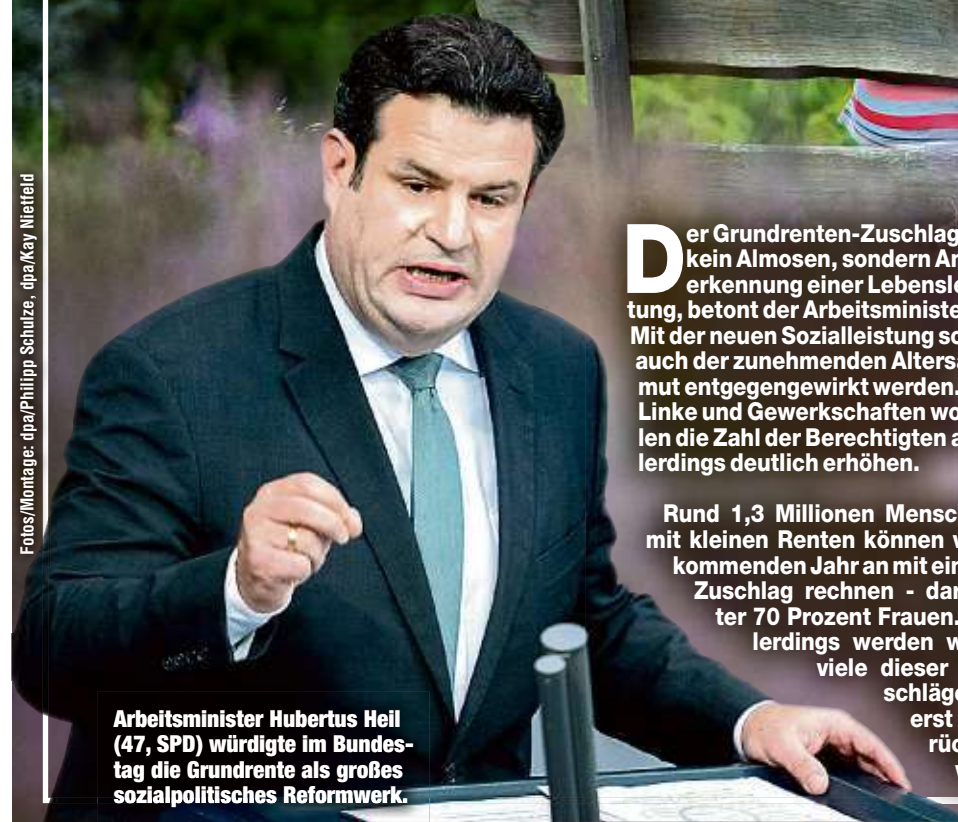 Fotos/Montage: dpa/Philipp Schulze, dpa/Kay Nietfeld
Der Grundrenten-Zuschlag
kein Almosen, sondern An
erkennung einer Lebenslei
tung, betont der Arbeitsminister
Mit der neuen Sozialleistung so
auch der zunehmenden Altersa
mut entgegengewirkt werden.
Linke und Gewerkschaften wo
len die Zahl der Berechtigten a
lerdings deutlich erhöhen.
Rund 1,3 Millionen Mensc
mit kleinen Renten können v
kommenden Jahr an mit ein
Zuschlag rechnen - dar
ter 70 Prozent Frauen.
lerdings werden w
viele dieser
schläge
erst
rüc
v
Arbeitsminister Hubertus Heil
(47, SPD) würdigte im Bundes-
tag die Grundrente als großes
sozialpolitisches Reformwerk.